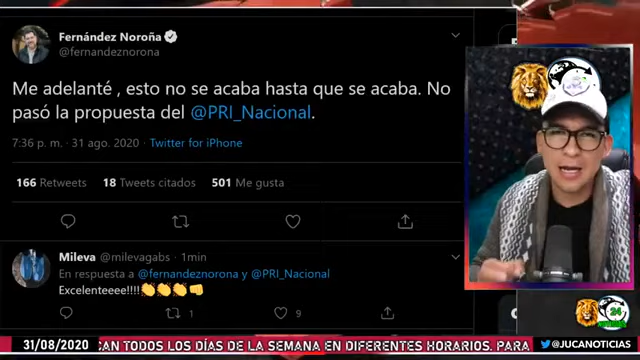 Fernández Noroña
@fernandeznorona
Me adelanté , esto no se acaba hasta que se acaba. No
pasó la propuesta del @PRI_Nacional.
7:36 p. m. · 31 ago. 2020 · Twitter for iPhone
166 Retweets 18 Tweets citados 501 Me gusta
Mileva @milevagabs · 1min
En respuesta a @fernandeznorona y @PRI_Nacional
Excelenteeee!!!!👏👏👏👊
1 9
24
31/08/2020
CAN TODOS LOS DÍAS DE LA SEMANA EN DIFERENTES HORARIOS. PARA
@JUCANOTICIAS